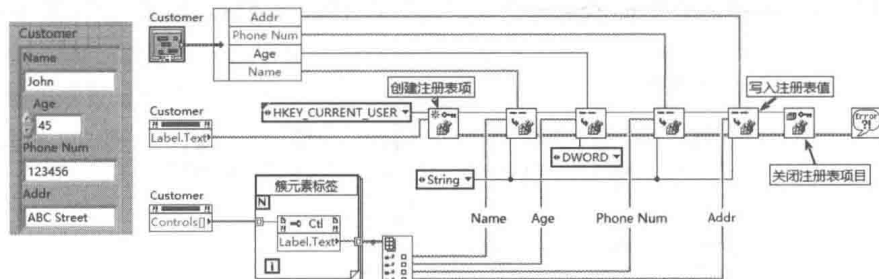 Customer
Name
John
Age
45
Phone Num
123456
Addr
ABC Street
Customer
Addr
Phone Num
Age
Name
创建注册表项
写入注册表值
Customer
Label.Text
HKEY_CURRENT_USER
DWORD
String
Error
?!
关闭注册表项目
Customer
Controls[]
簇元素标签
N
Ctl
Label.Text
i
Name
Age
Phone Num
Addr